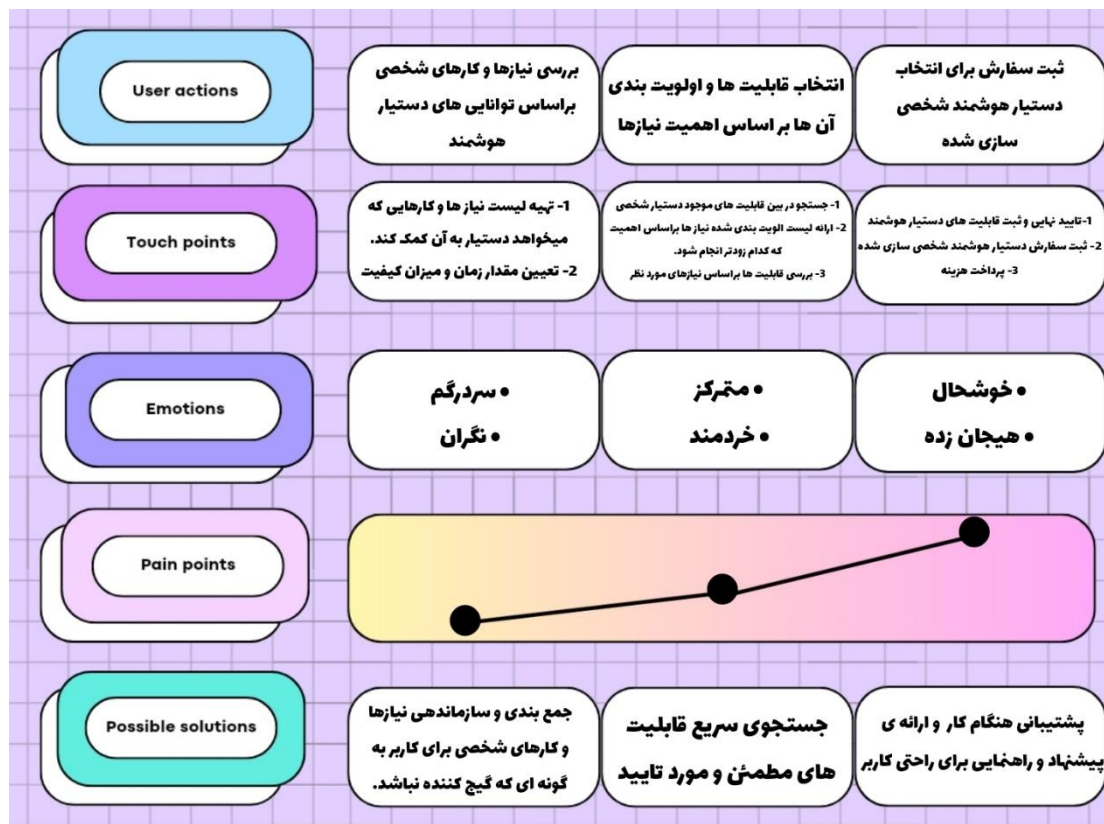 User actions
بررسی نیازها و کارهای شخصی
براساس توانایی های دستیار
هوشمند
انتخاب قابلیت ها و اولویت بندی
آن ها بر اساس اهمیت نیازها
ثبت سفارش برای انتخاب
دستیار هوشمند شخصی
سازی شده
Touch points
1- تهیه لیست نیاز ها و کارهایی که
میخواهد دستیار به آن کمک کند.
2- تعیین مقدار زمان و میزان کیفیت
1- جستجو در بین قابلیت های موجود دستیار شخصی
2- ارائه لیست الویت بندی شده نیاز ها براساس اهمیت
که کدام زودتر انجام شود.
3- بررسی قابلیت ها براساس نیازهای مورد نظر
1-تایید نهایی و ثبت قابلیت های دستیار هوشمند
2- ثبت سفارش دستیار هوشمند شخصی سازی شده
3- پرداخت هزینه
Emotions
• سردرگم
• نگران
• متمرکز
• خردمند
• خوشحال
• هیجان زده
Pain points
Possible solutions
جمع بندی و سازماندهی نیازها
و کارهای شخصی برای کاربر به
گونه ای که گیج کننده نباشد.
جستجوی سریع قابلیت
های مطمئن و مورد تایید
پشتیبانی هنگام کار و ارائه ی
پیشنهاد و راهنمایی برای راحتی کاربر